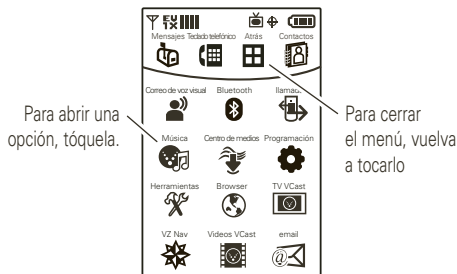 EV
1X
Mensajes Teclado telefónico Atrás Contactos
Correo de voz visual Bluetooth llamada
Para abrir una
opción, tóquela.
Para cerrar
el menú, vuelva
a tocarlo
Música Centro de medios Programación
Herramientas Browser TV VCast
VZ Nav Videos VCast email